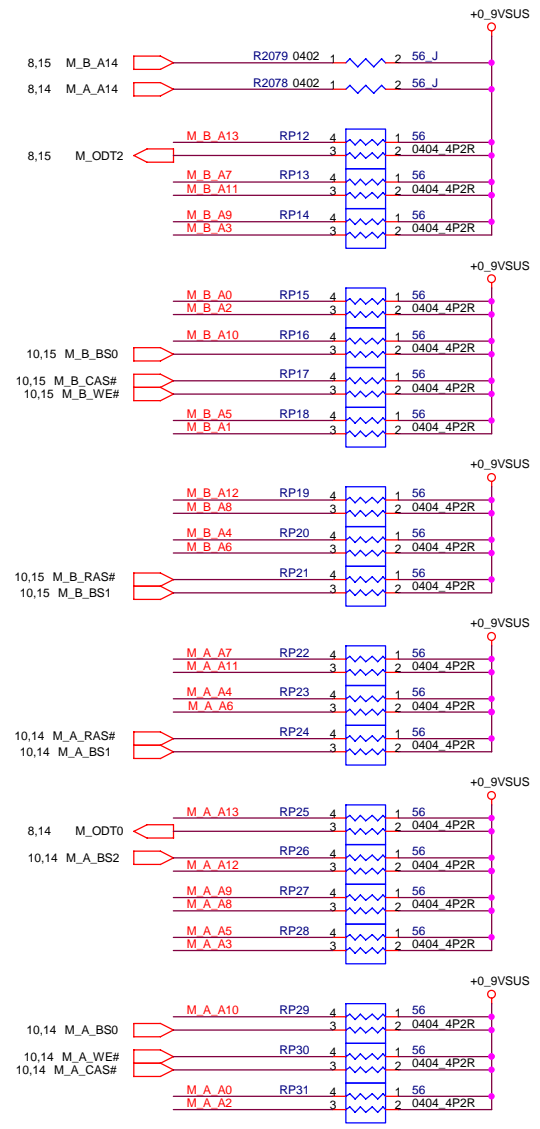 +0_9VSUS
8,15 M_B_A14 R2079 0402 1 2 56_J
8,14 M_A_A14 R2078 0402 1 2 56_J
M_B_A13 RP12 4 1 56
8,15 M_ODT2 3 2 0404_4P2R
M_B_A7 RP13 4 1 56
M_B_A11 3 2 0404_4P2R
M_B_A9 RP14 4 1 56
M_B_A3 3 2 0404_4P2R
+0_9VSUS
M_B_A0 RP15 4 1 56
M_B_A2 3 2 0404_4P2R
M_B_A10 RP16 4 1 56
10,15 M_B_BS0 3 2 0404_4P2R
10,15 M_B_CAS# RP17 4 1 56
10,15 M_B_WE# 3 2 0404_4P2R
M_B_A5 RP18 4 1 56
M_B_A1 3 2 0404_4P2R
+0_9VSUS
M_B_A12 RP19 4 1 56
M_B_A8 3 2 0404_4P2R
M_B_A4 RP20 4 1 56
M_B_A6 3 2 0404_4P2R
10,15 M_B_RAS# RP21 4 1 56
10,15 M_B_BS1 3 2 0404_4P2R
+0_9VSUS
M_A_A7 RP22 4 1 56
M_A_A11 3 2 0404_4P2R
M_A_A4 RP23 4 1 56
M_A_A6 3 2 0404_4P2R
10,14 M_A_RAS# RP24 4 1 56
10,14 M_A_BS1 3 2 0404_4P2R
+0_9VSUS
M_A_A13 RP25 4 1 56
8,14 M_ODT0 3 2 0404_4P2R
10,14 M_A_BS2 RP26 4 1 56
M_A_A12 3 2 0404_4P2R
M_A_A9 RP27 4 1 56
M_A_A8 3 2 0404_4P2R
M_A_A5 RP28 4 1 56
M_A_A3 3 2 0404_4P2R
+0_9VSUS
M_A_A10 RP29 4 1 56
10,14 M_A_BS0 3 2 0404_4P2R
10,14 M_A_WE# RP30 4 1 56
10,14 M_A_CAS# 3 2 0404_4P2R
M_A_A0 RP31 4 1 56
M_A_A2 3 2 0404_4P2R